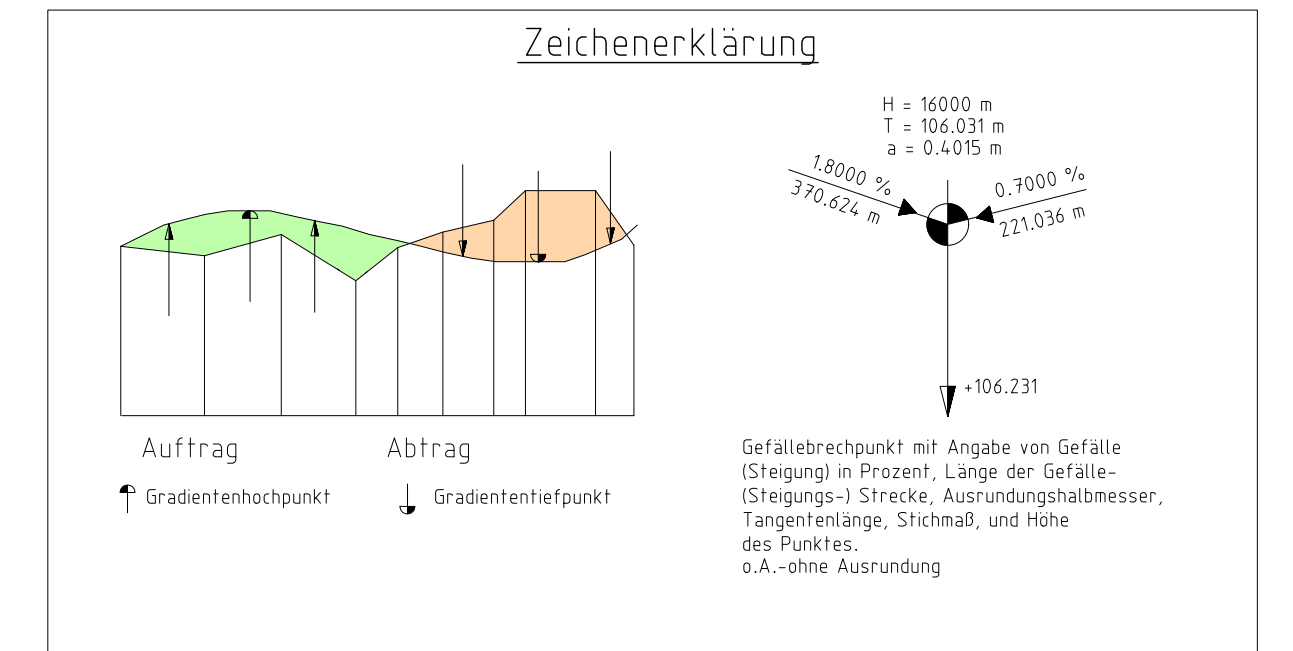 Zeichenerklärung
H = 16000 m
T = 106.031 m
a = 0.4015 m
1.8000 %
370.624 m
0.7000 %
221.036 m
+106.231
Auftrag
Abtrag
Gradientenhochpunkt
Gradiententiefpunkt
Gefällebrechpunkt mit Angabe von Gefälle
(Steigung) in Prozent, Länge der Gefälle-
(Steigungs-) Strecke, Ausrundungshalbmesser,
Tangentenlänge, Stichmaß, und Höhe
des Punktes.
o.A.-ohne Ausrundung